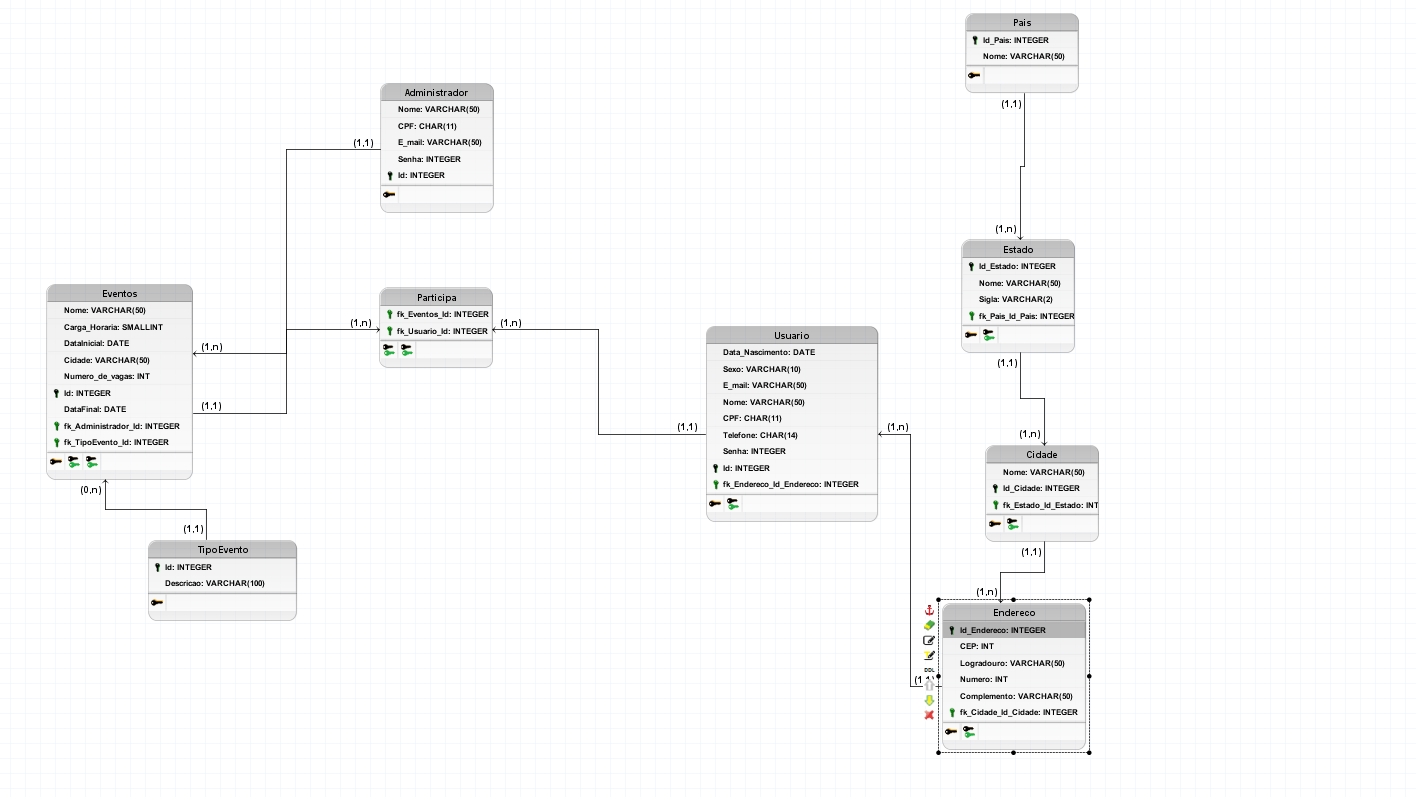 Pais
Id_Pais: INTEGER
Nome: VARCHAR(50)
(1,1)
Administrador
Nome: VARCHAR(50)
CPF: CHAR(11)
E_mail: VARCHAR(50)
Senha: INTEGER
Id: INTEGER
(1,1)
(1,n)
Estado
Id_Estado: INTEGER
Nome: VARCHAR(50)
Sigla: VARCHAR(2)
fk_Pais_Id_Pais: INTEGER
(1,1)
Eventos
Nome: VARCHAR(50)
Carga_Horaria: SMALLINT
DataInicial: DATE
Cidade: VARCHAR(50)
Numero_de_vagas: INT
Id: INTEGER
DataFinal: DATE
fk_Administrador_Id: INTEGER
fk_TipoEvento_Id: INTEGER
(1,n)
(1,1)
(0,n)
Participa
fk_Eventos_Id: INTEGER
fk_Usuario_Id: INTEGER
(1,n)
(1,n)
Usuario
Data_Nascimento: DATE
Sexo: VARCHAR(10)
E_mail: VARCHAR(50)
Nome: VARCHAR(50)
CPF: CHAR(11)
Telefone: CHAR(14)
Senha: INTEGER
Id: INTEGER
fk_Endereco_Id_Endereco: INTEGER
(1,1)
(1,n)
(1,n)
Cidade
Nome: VARCHAR(50)
Id_Cidade: INTEGER
fk_Estado_Id_Estado: INT
(1,1)
(1,1)
TipoEvento
Id: INTEGER
Descricao: VARCHAR(100)
(1,n)
Endereco
Id_Endereco: INTEGER
CEP: INT
Logradouro: VARCHAR(50)
Numero: INT
Complemento: VARCHAR(50)
fk_Cidade_Id_Cidade: INTEGER
DDL